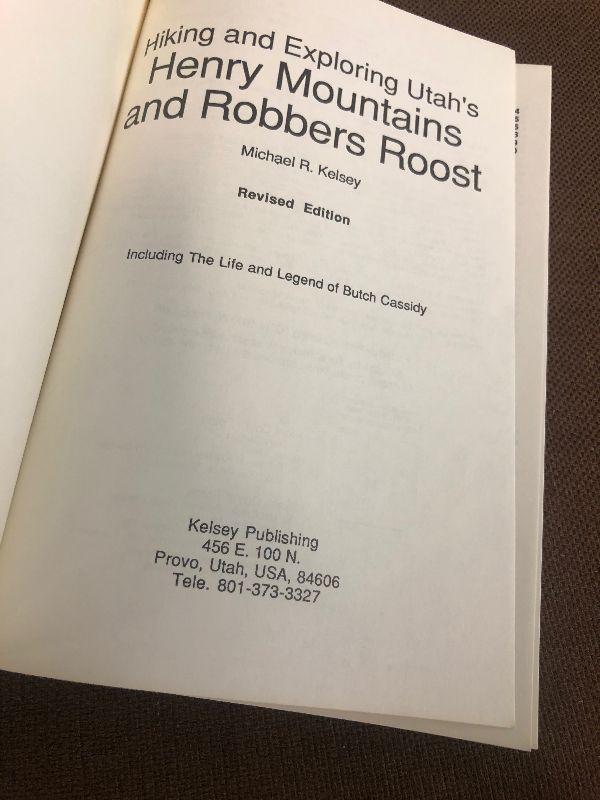 Hiking and Exploring Utah's
Henry Mountains
and Robbers Roost
Michael R. Kelsey
Revised Edition
Including The Life and Legend of Butch Cassidy
Kelsey Publishing
456 E. 100 N.
Provo, Utah, USA, 84606
Tele. 801-373-3327